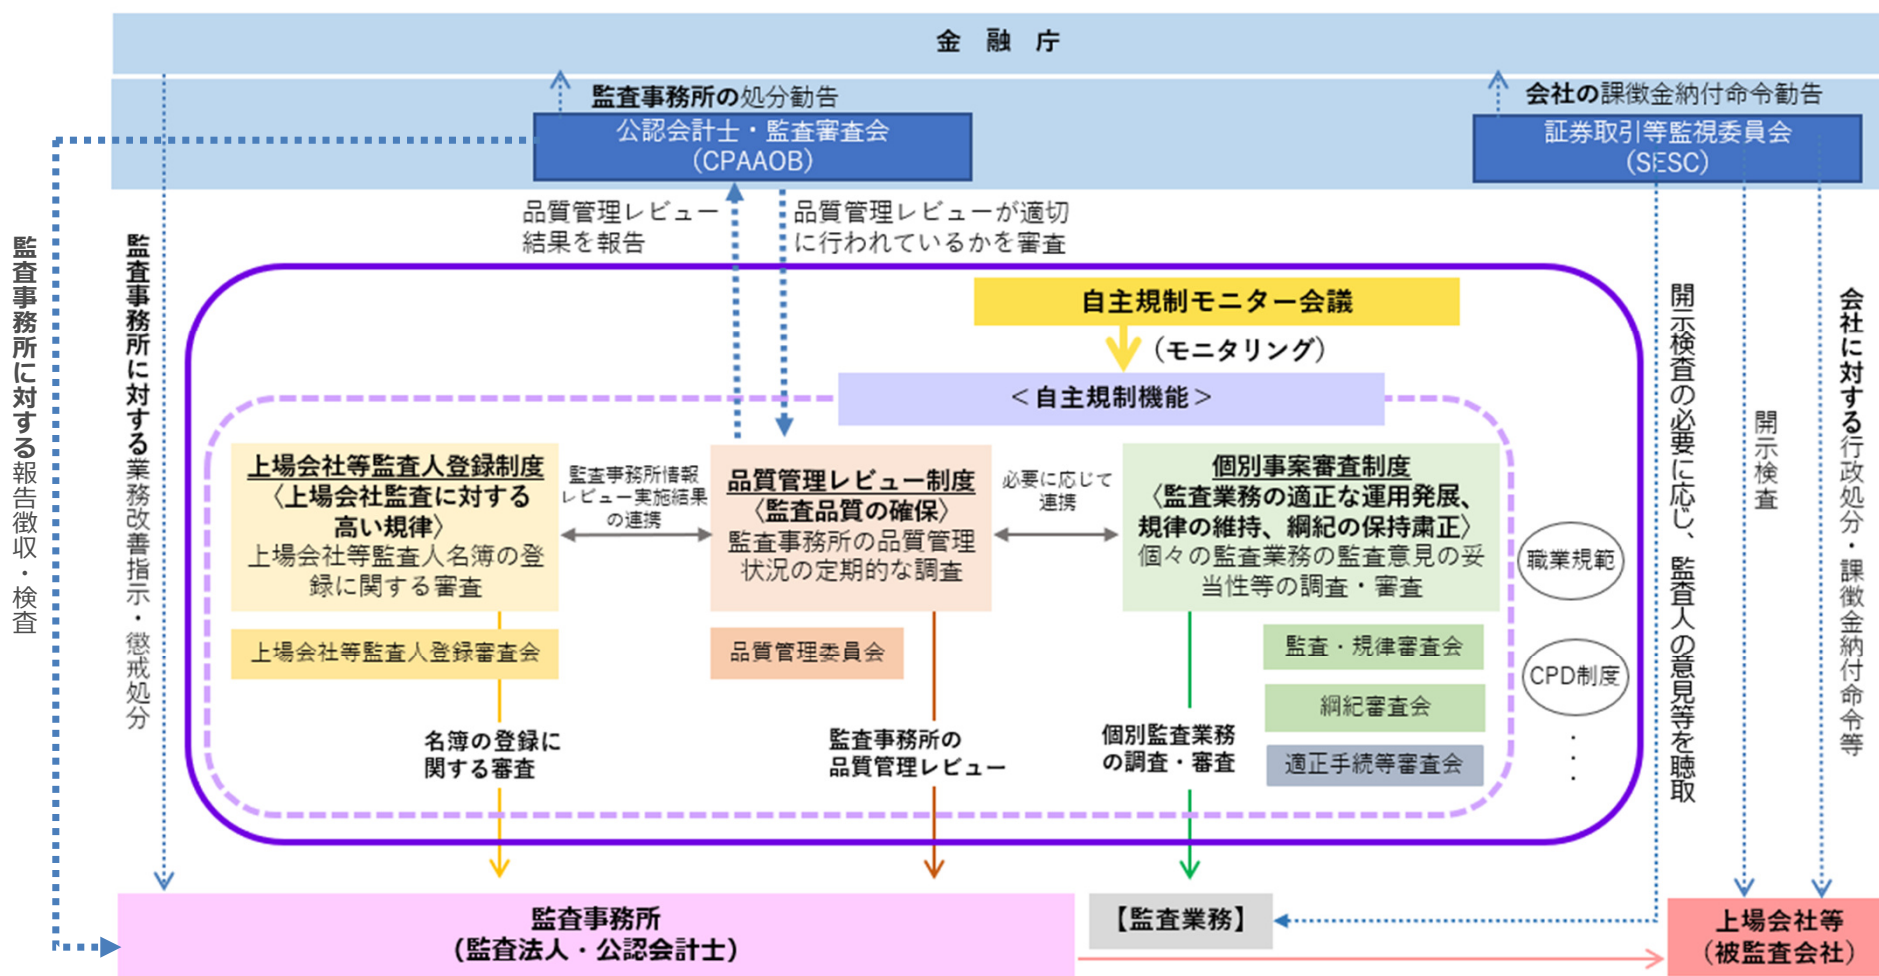 金 融 庁
監査事務所の処分勧告
会社の課徴金納付命令勧告
公認会計士・監査審査会
(CPAAOB)
証券取引等監視委員会
(SESC)
品質管理レビュー
結果を報告
品質管理レビューが適切
に行われているかを審査
監査事務所に対する報告徴収・検査
監査事務所に対する業務改善指示・懲戒処分
自主規制モニター会議
（モニタリング）
＜自主規制機能＞
上場会社等監査人登録制度
〈上場会社監査に対する
高い規律〉
上場会社等監査人名簿の登
録に関する審査
監査事務所情報
レビュー実施結果
の連携
品質管理レビュー制度
〈監査品質の確保〉
監査事務所の品質管理
状況の定期的な調査
必要に応じて
連携
個別事案審査制度
〈監査業務の適正な運用発展、
規律の維持、綱紀の保持粛正〉
個々の監査業務の監査意見の妥
当性等の調査・審査
上場会社等監査人登録審査会
品質管理委員会
監査・規律審査会
綱紀審査会
適正手続等審査会
職業規範
CPD制度
・
・
・
名簿の登録に
関する審査
監査事務所の
品質管理レビュー
個別監査業務
の調査・審査
開示検査の必要に応じ、監査人の意見等を聴取
開示検査
会社に対する行政処分・課徴金納付命令等
監査事務所
（監査法人・公認会計士）
【監査業務】
上場会社等
（被監査会社）